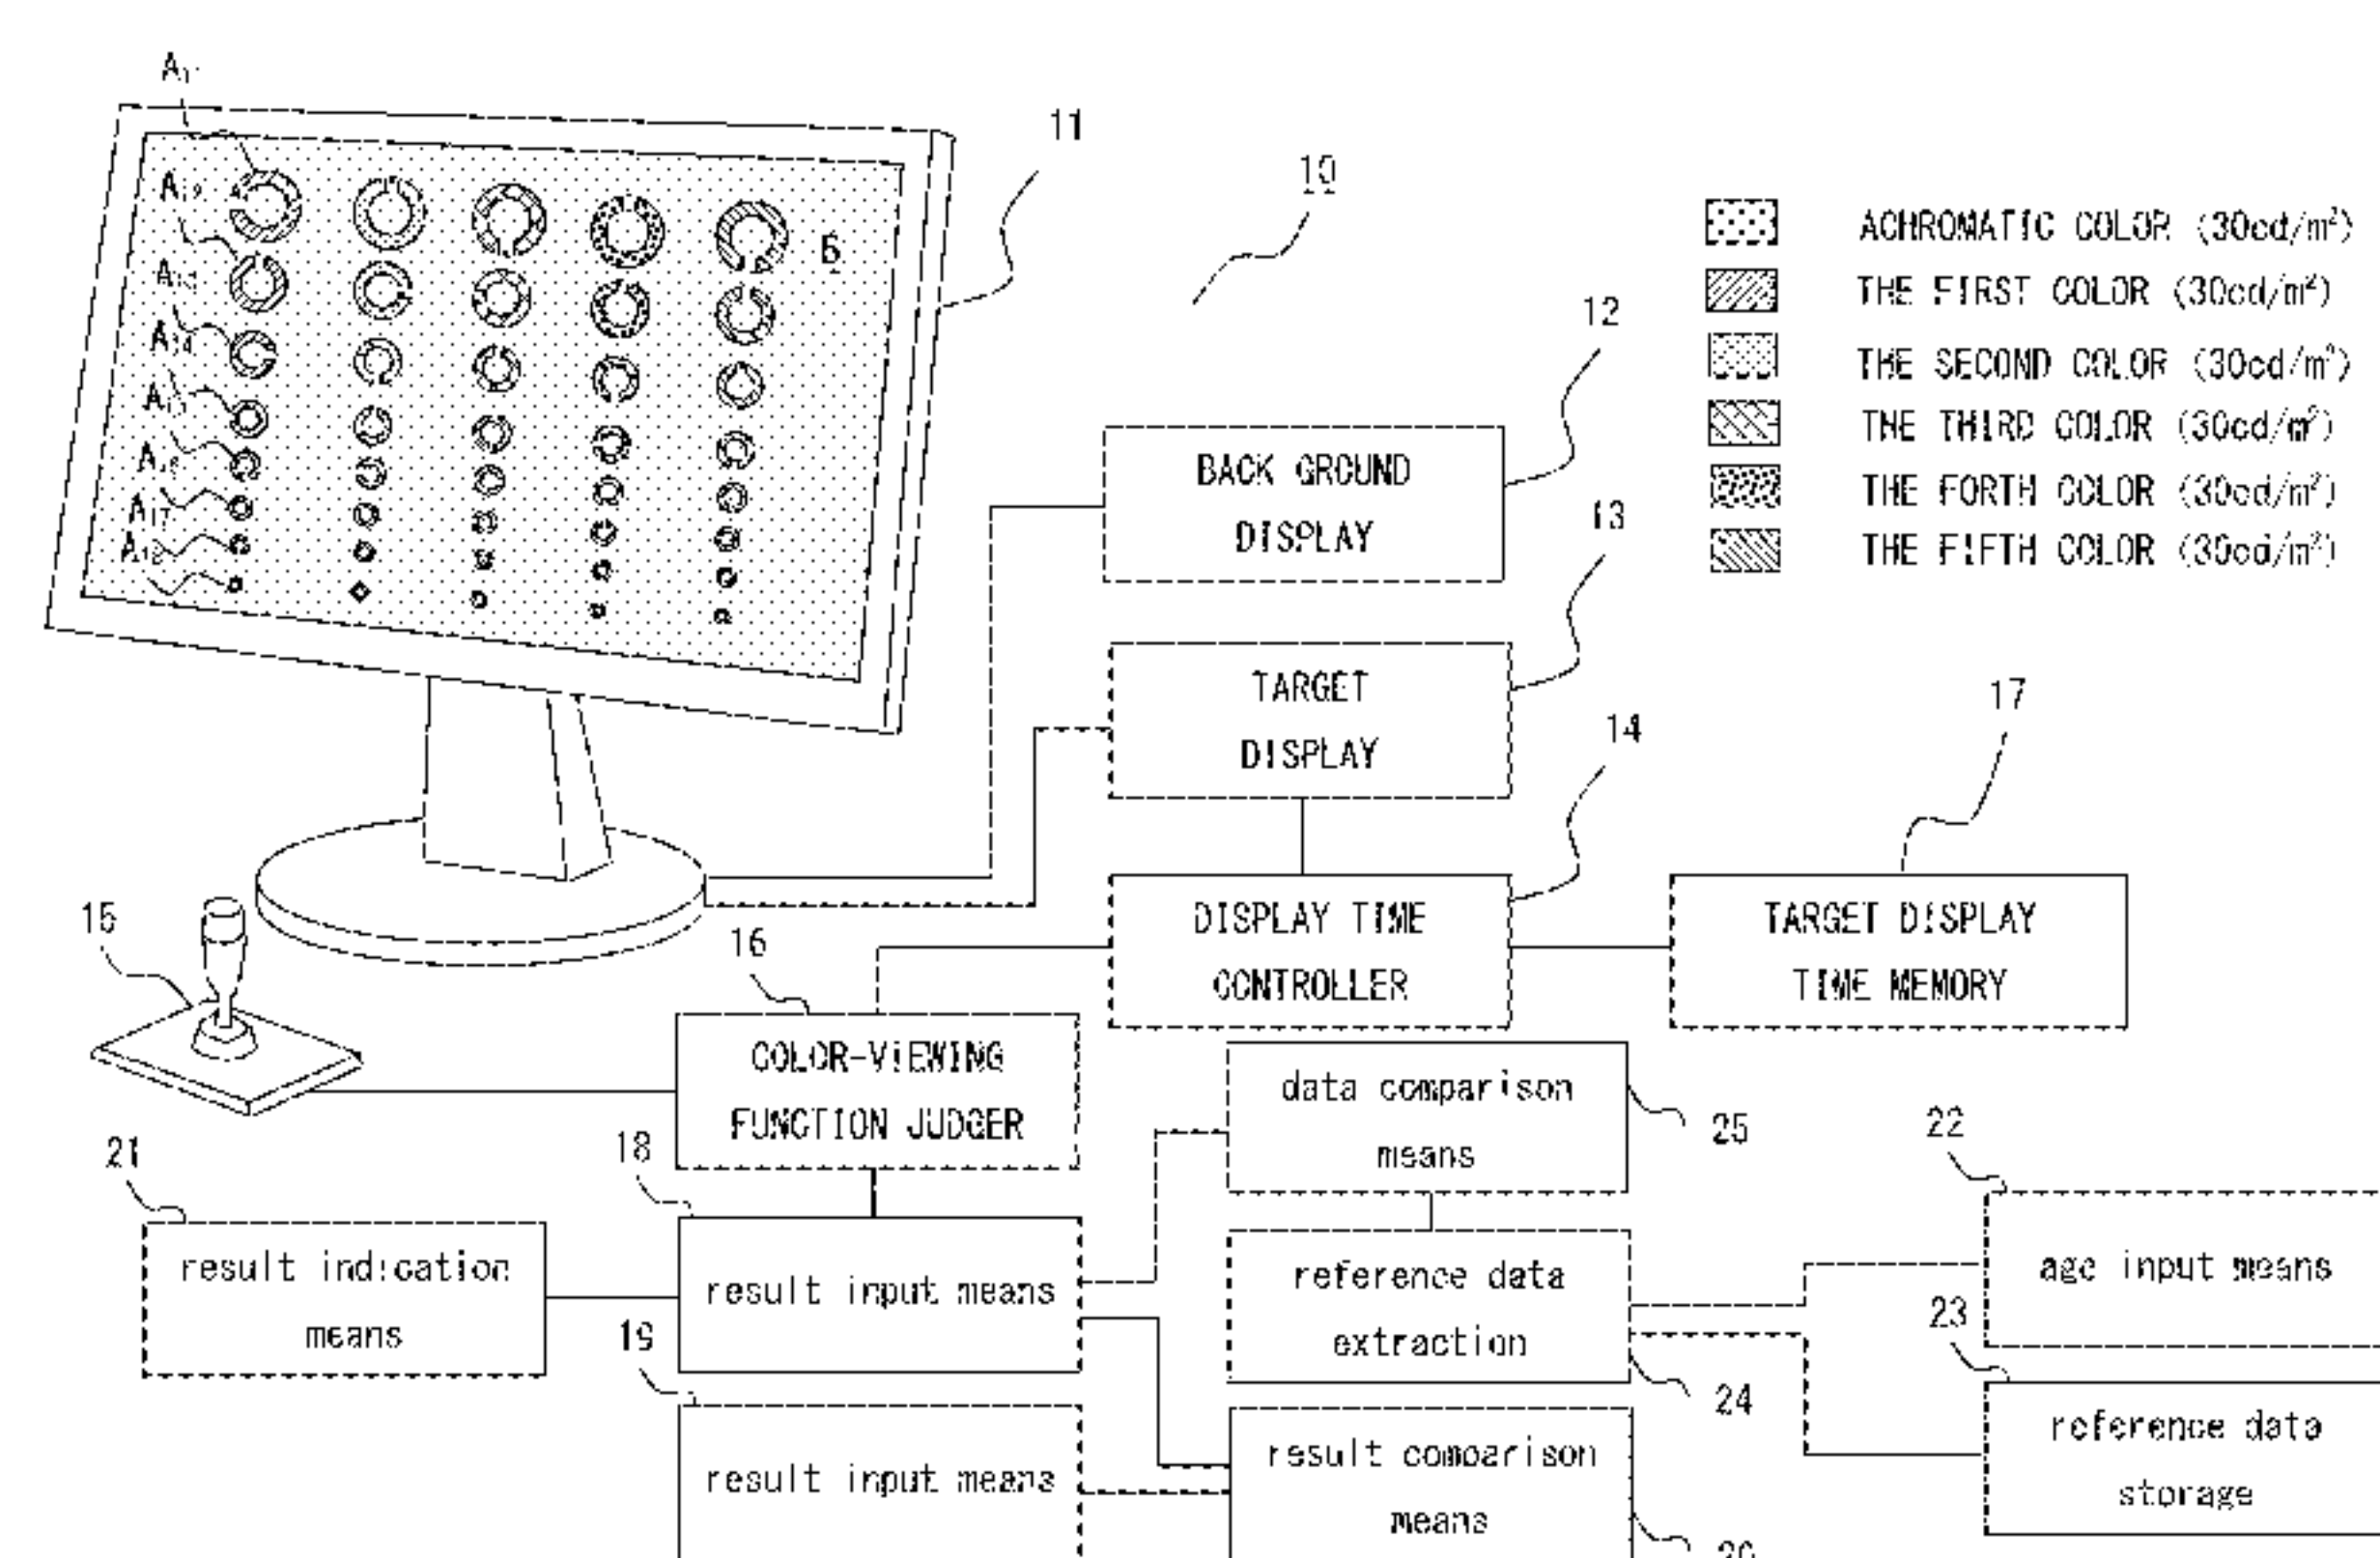 11
10
ACHROMATIC COLOR (30cd/m²)
THE FIRST COLOR (30cd/m²)
THE SECOND COLOR (30cd/m²)
THE THIRD COLOR (30cd/m²)
THE FORTH COLOR (30cd/m²)
THE FIFTH COLOR (30cd/m²)
12
BACK GROUND
DISPLAY
13
TARGET
DISPLAY
14
DISPLAY TIME
CONTROLLER
17
TARGET DISPLAY
TIME MEMORY
15
16
COLOR-VIEWING
FUNCTION JUDGER
data comparison
means
25
21
result indication
means
18
result input means
reference data
extraction
24
22
age input means
23
reference data
storage
19
result input means
result comparison
means